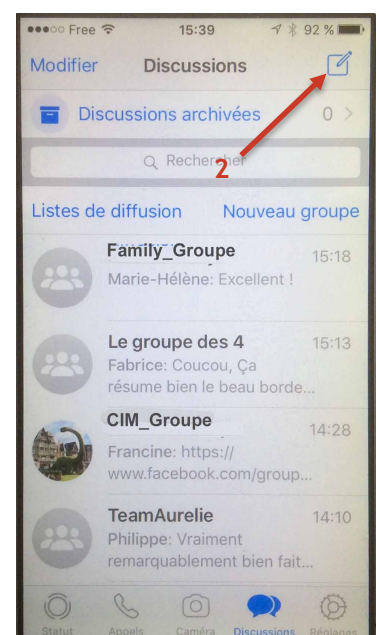 Free 15:39 92 %
Modifier Discussions
Discussions archivées 0
2
Rechercher
Listes de diffusion Nouveau groupe
Family_Groupe 15:18
Marie-Hélène: Excellent !
Le groupe des 4 15:13
Fabrice: Coucou, Ça
résume bien le beau borde...
CIM_Groupe 14:28
Francine: https://
www.facebook.com/group...
TeamAurelie 14:10
Philippe: Vraiment
remarquablement bien fait...
Statut Appels Caméra Discussions Réglages